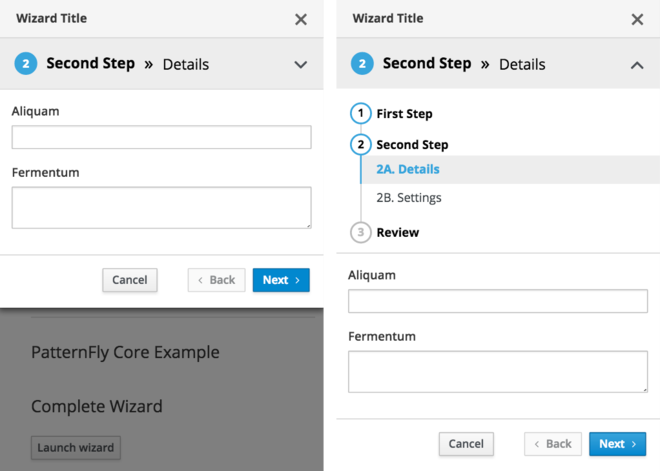 Wizard Title
2 Second Step » Details
Aliquam
Fermentum
Cancel
Back
Next
PatternFly Core Example
Complete Wizard
Launch wizard
Wizard Title
2 Second Step » Details
1 First Step
2 Second Step
2A. Details
2B. Settings
3 Review
Aliquam
Fermentum
Cancel
Back
Next